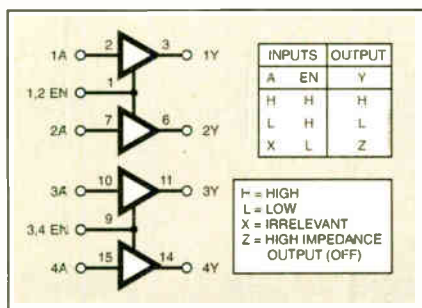 1A 2 3 1Y
1,2 EN 1
2A 7 6 2Y
3A 10 11 3Y
3,4 EN 9
4A 15 14 4Y
INPUTS OUTPUT
A EN Y
H H H
L H L
X L Z
H = HIGH
L = LOW
X = IRRELEVANT
Z = HIGH IMPEDANCE
OUTPUT (OFF)